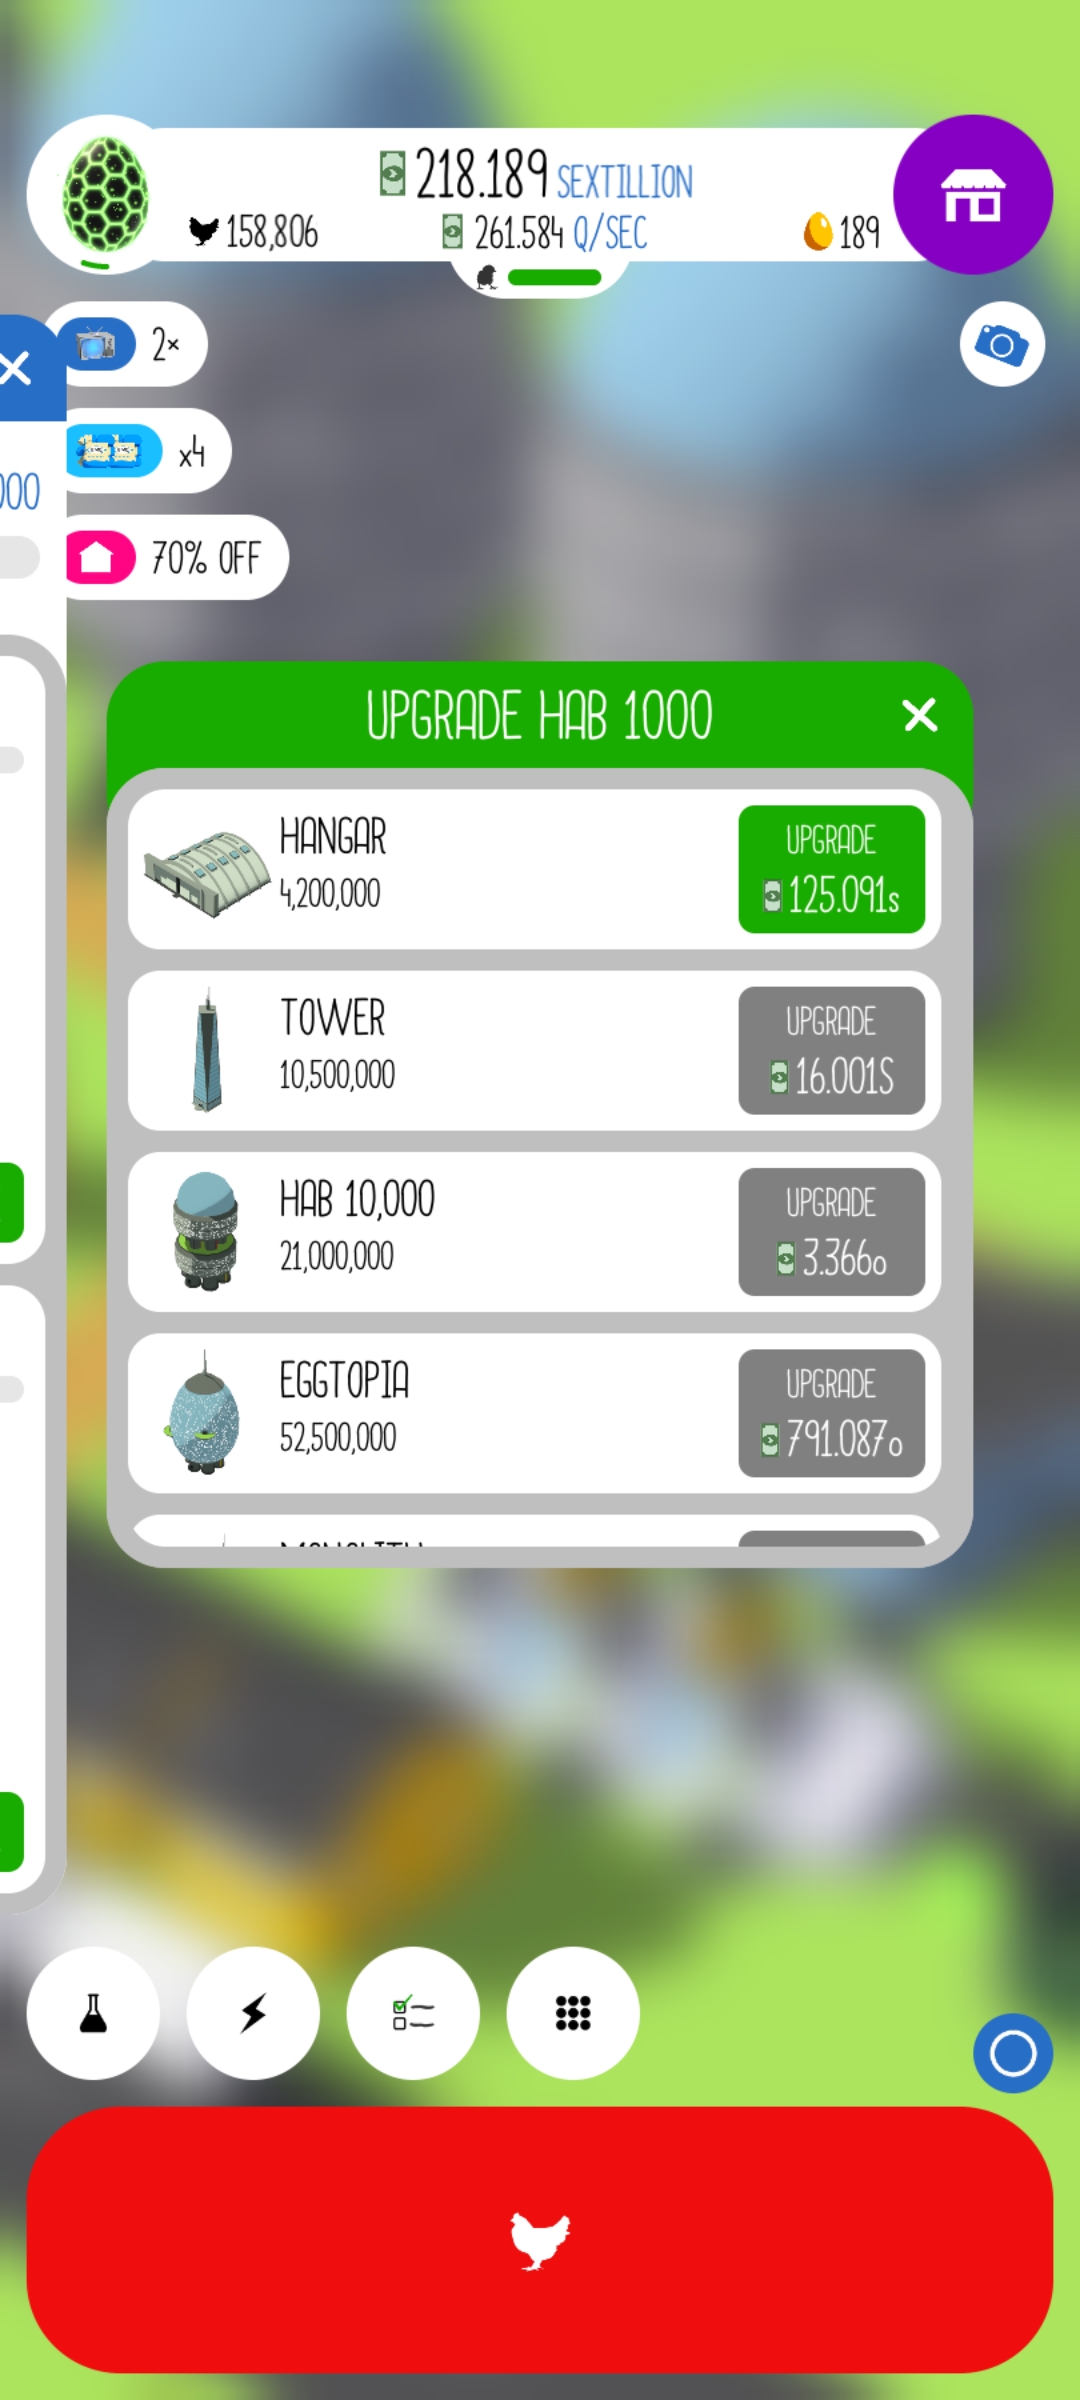 218.189 SEXTILLION
158,806
261.584 Q/SEC
189
2×
x4
000
70% OFF
UPGRADE HAB 1000
HANGAR
4,200,000
UPGRADE
125.091s
TOWER
10,500,000
UPGRADE
16.001S
HAB 10,000
21,000,000
UPGRADE
3.366o
EGGTOPIA
52,500,000
UPGRADE
791.087o